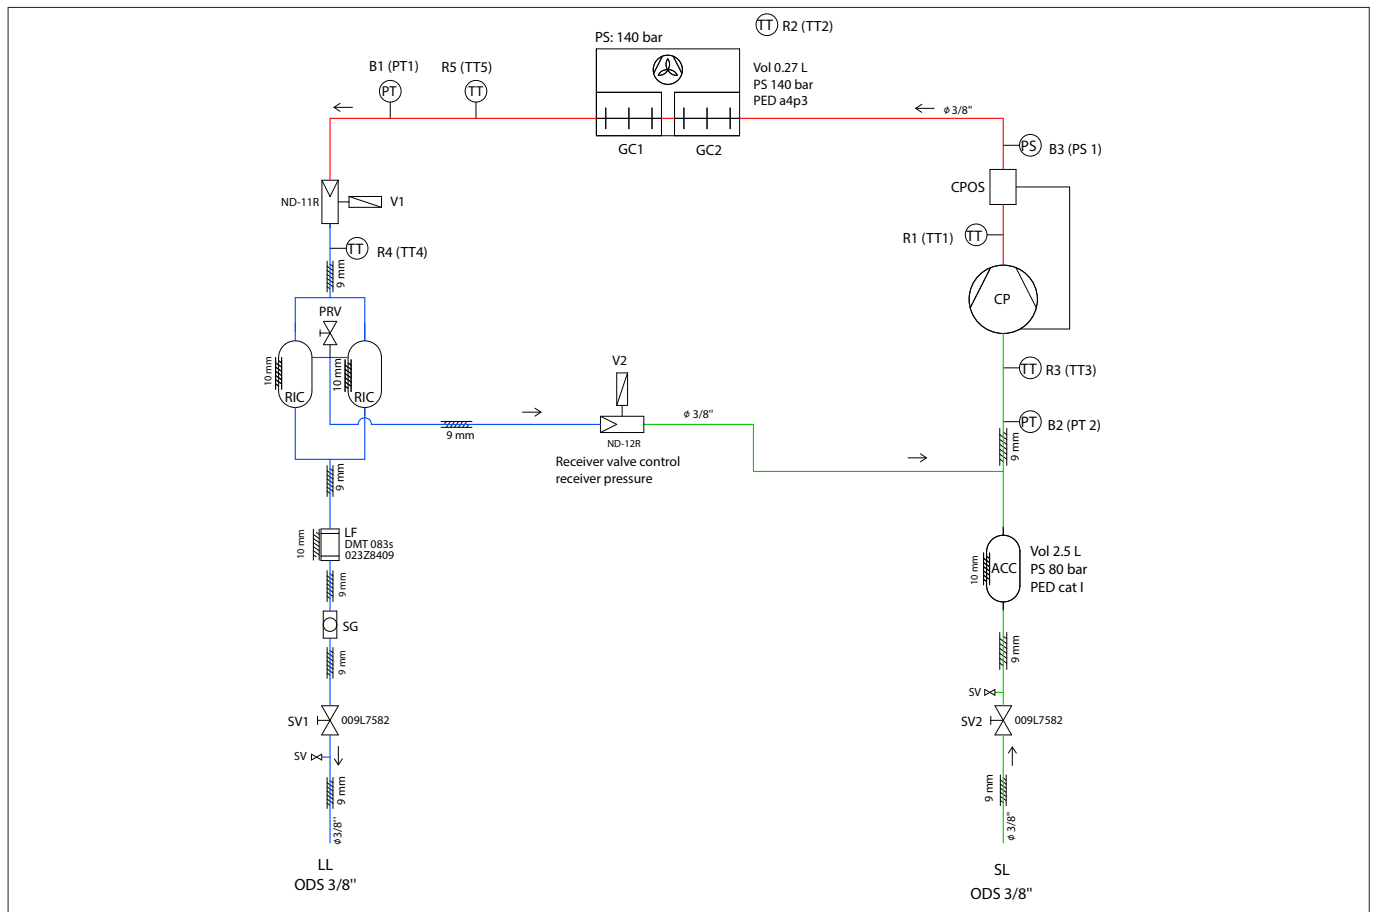 TT R2 (TT2)
PS: 140 bar
B1 (PT1)
R5 (TT5)
Vol 0.27 L
PS 140 bar
PED a4p3
PT
TT
ϕ 3/8"
GC1
GC2
PS B3 (PS 1)
CPOS
ND-11R
V1
R1 (TT1) TT
TT R4 (TT4)
9 mm
CP
PRV
V2
TT R3 (TT3)
10 mm
RIC
10 mm
RIC
ϕ 3/8"
PT B2 (PT 2)
9 mm
ND-12R
9 mm
Receiver valve control
receiver pressure
9 mm
10 mm
LF
DMT 083s
023Z8409
Vol 2.5 L
PS 80 bar
PED cat I
10 mm
ACC
9 mm
SG
9 mm
9 mm
SV
SV1
009L7582
SV2
009L7582
SV
9 mm
9 mm
ϕ3/8"
ϕ 3/8"
LL
ODS 3/8"
SL
ODS 3/8"